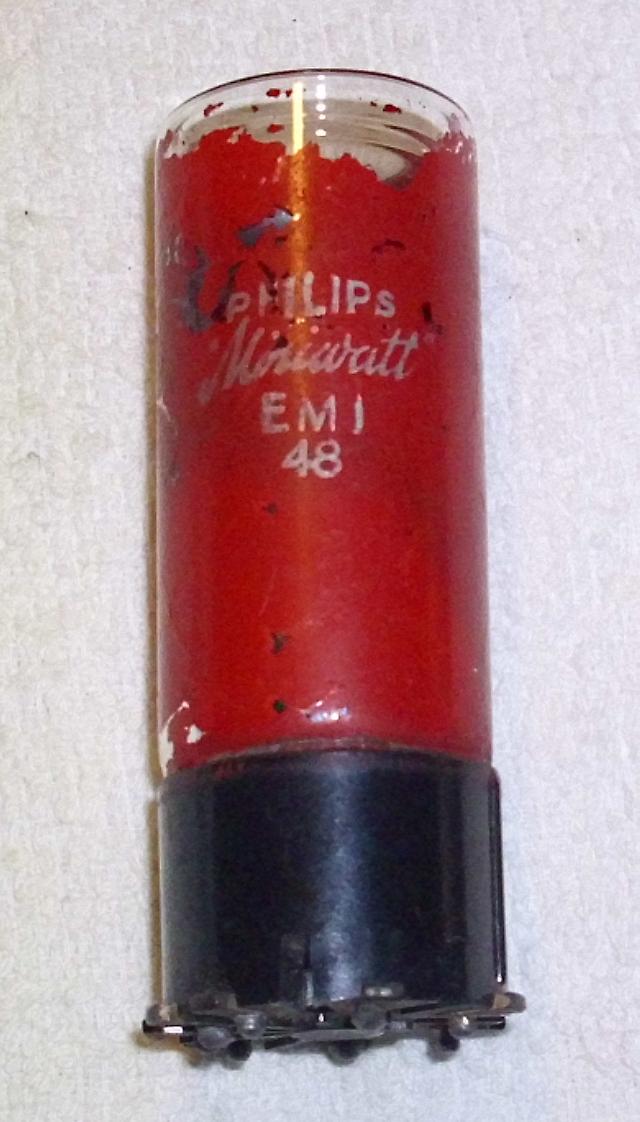 PHILIPS
"Miniwatt"
EM1
48